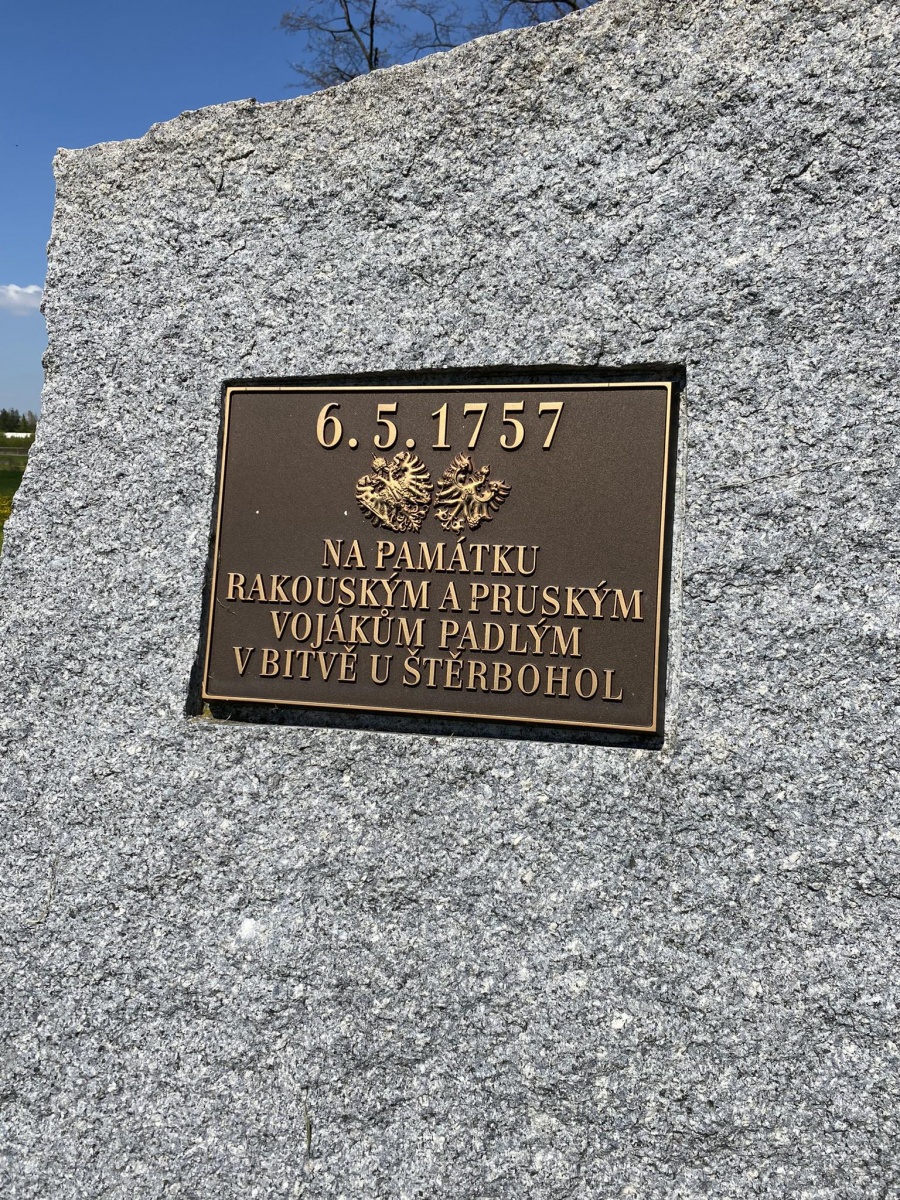 6.5.1757
NA PAMÁTKU
RAKOUSKÝM A PRUSKÝM
VOJÁKŮM PADLÝM
V BITVĚ U ŠTĚRBOHOL